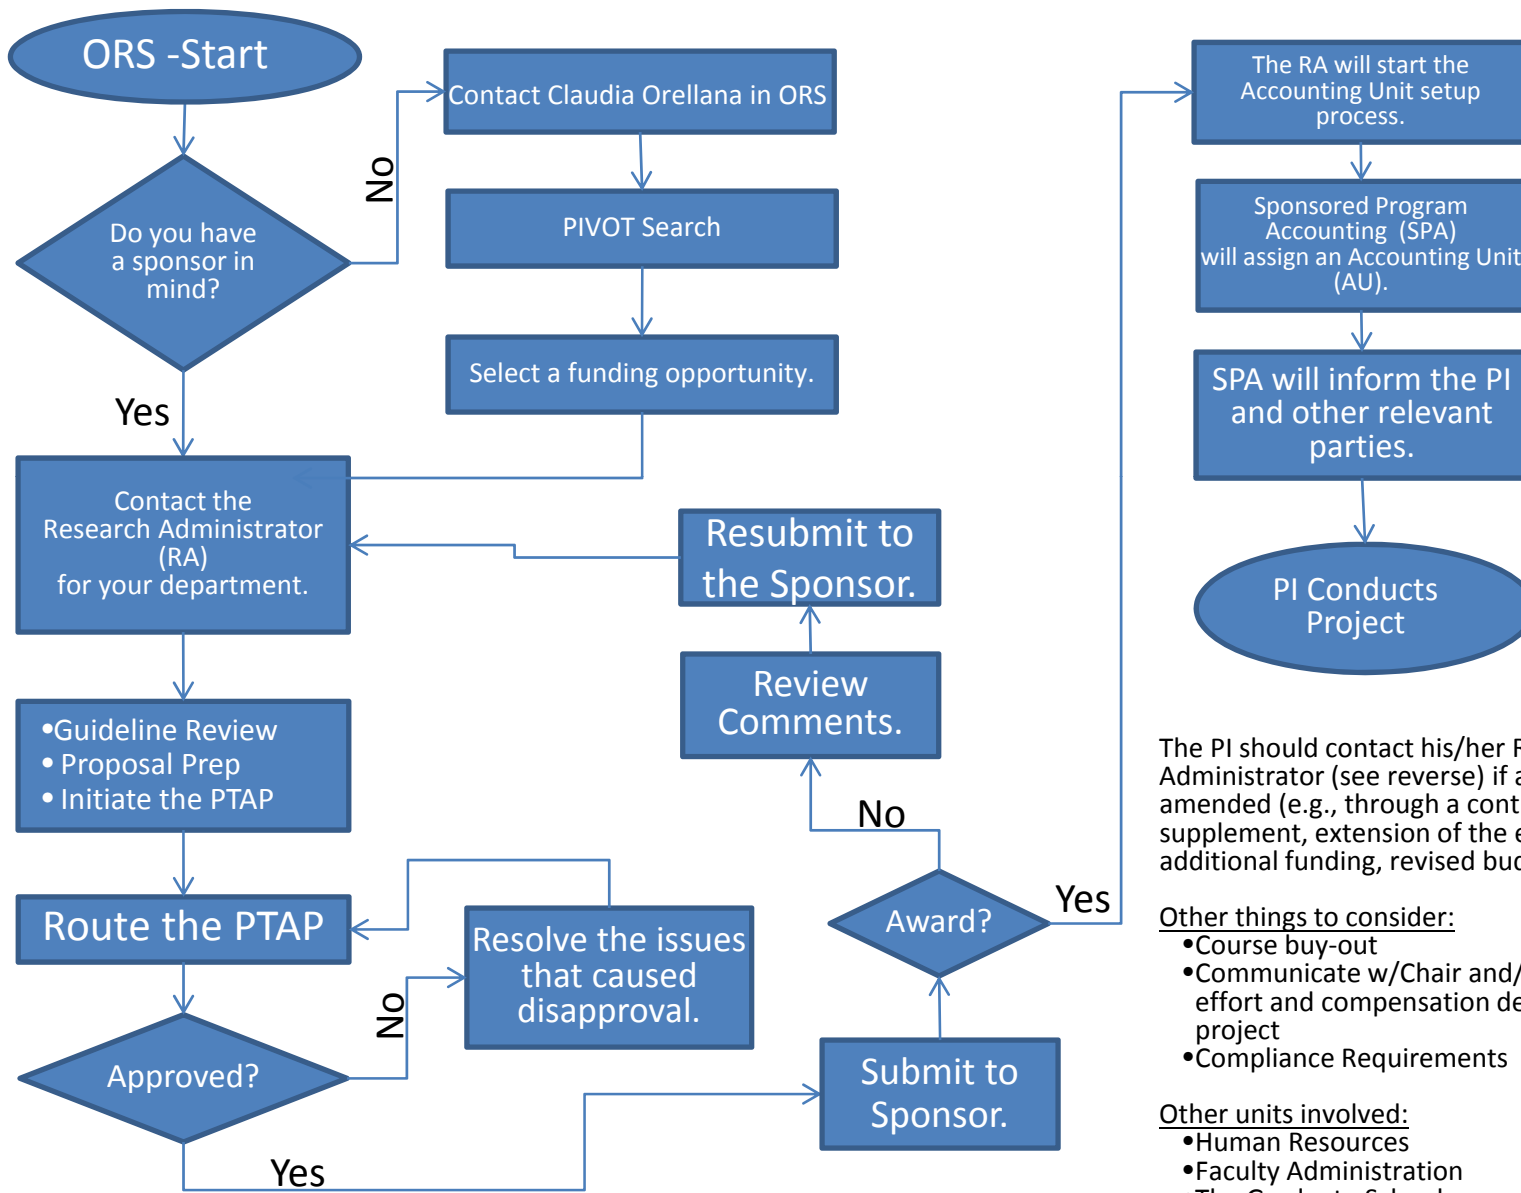 ORS -Start
Do you have
a sponsor in
mind?
No
Contact Claudia Orellana in ORS
PIVOT Search
Select a funding opportunity.
Yes
Contact the
Research Administrator
(RA)
for your department.
•Guideline Review
• Proposal Prep
• Initiate the PTAP
Route the PTAP
Approved?
No
Resolve the issues
that caused
disapproval.
Yes
Submit to
Sponsor.
Award?
No
Review
Comments.
Resubmit to
the Sponsor.
Yes
The RA will start the
Accounting Unit setup
process.
Sponsored Program
Accounting (SPA)
will assign an Accounting Unit
(AU).
SPA will inform the PI
and other relevant
parties.
PI Conducts
Project
The PI should contact his/her
Administrator (see reverse) if
amended (e.g., through a
supplement, extension of the
additional funding, revised
Other things to consider:
•Course buy-out
•Communicate w/Chair and/
effort and compensation
project
•Compliance Requirements
Other units involved:
•Human Resources
•Faculty Administration